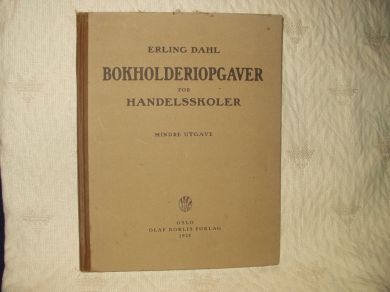 ERLING DAHL
BOKHOLDERIOPGAVER
FOR
HANDELSSKOLER
MINDRE UTGAVE
OSLO
OLAF NORLIS FORLAG